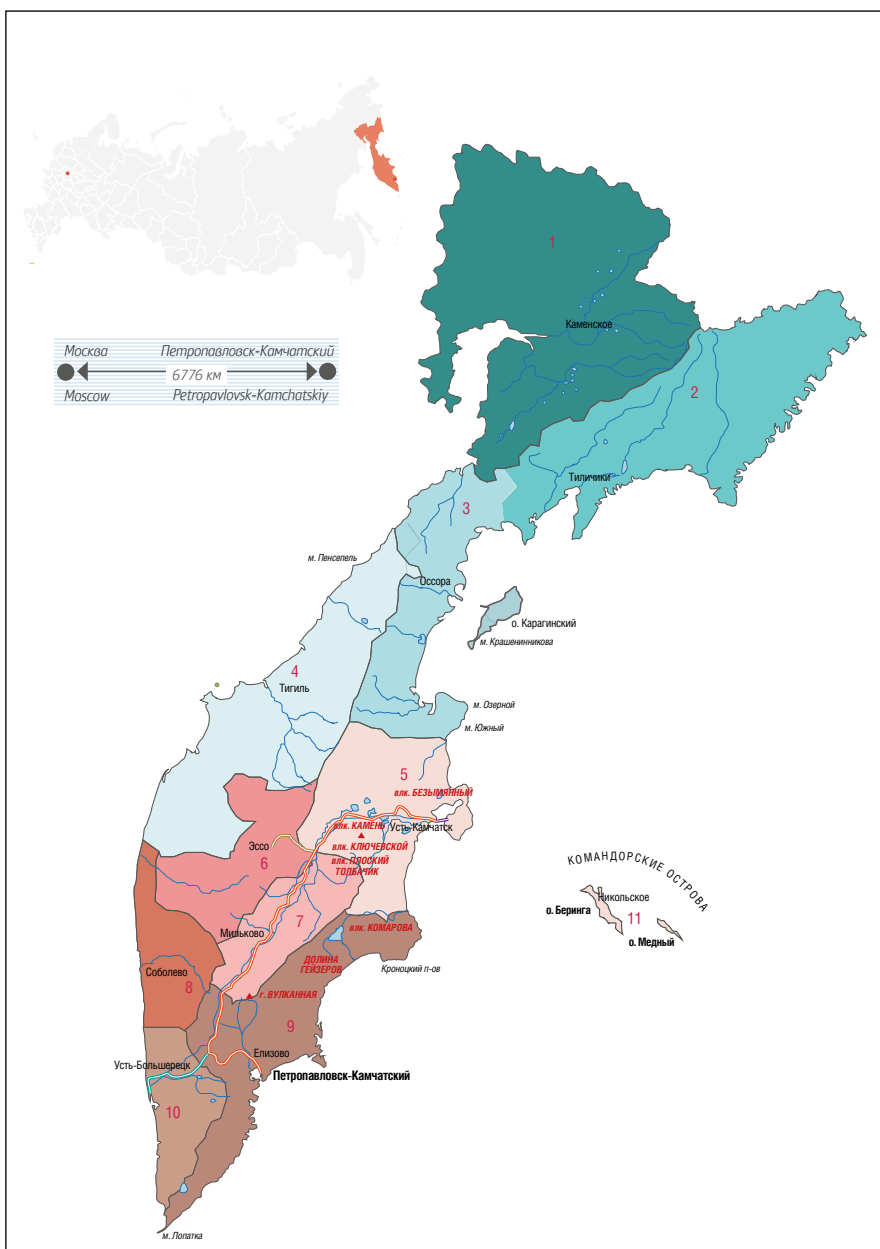 1
Каменское
Москва
Петропавловск-Камчатский
6776 км
Moscow
Petropavlovsk-Kamchatskiy
2
Тиличики
3
м. Пенсепель
Оссора
о. Карагинский
м. Крашенинникова
4
Тигиль
м. Озерной
м. Южный
5
влк. БЕЗЫМЯННЫЙ
влк. КАМЕНЬ
Усть-Камчатск
Эссо
влк. КЛЮЧЕВСКОЙ
влк. ПЛОСКИЙ
ТОЛБАЧИК
6
КОМАНДОРСКИЕ ОСТРОВА
Никольское
о. Беринга
11
о. Медный
7
Мильково
влк. КОМАРОВА
ДОЛИНА
ГЕЙЗЕРОВ
Кроноцкий п-ов
Соболево
8
г. ВУЛКАННАЯ
9
Елизово
Усть-Большерецк
Петропавловск-Камчатский
10
м. Лопатка